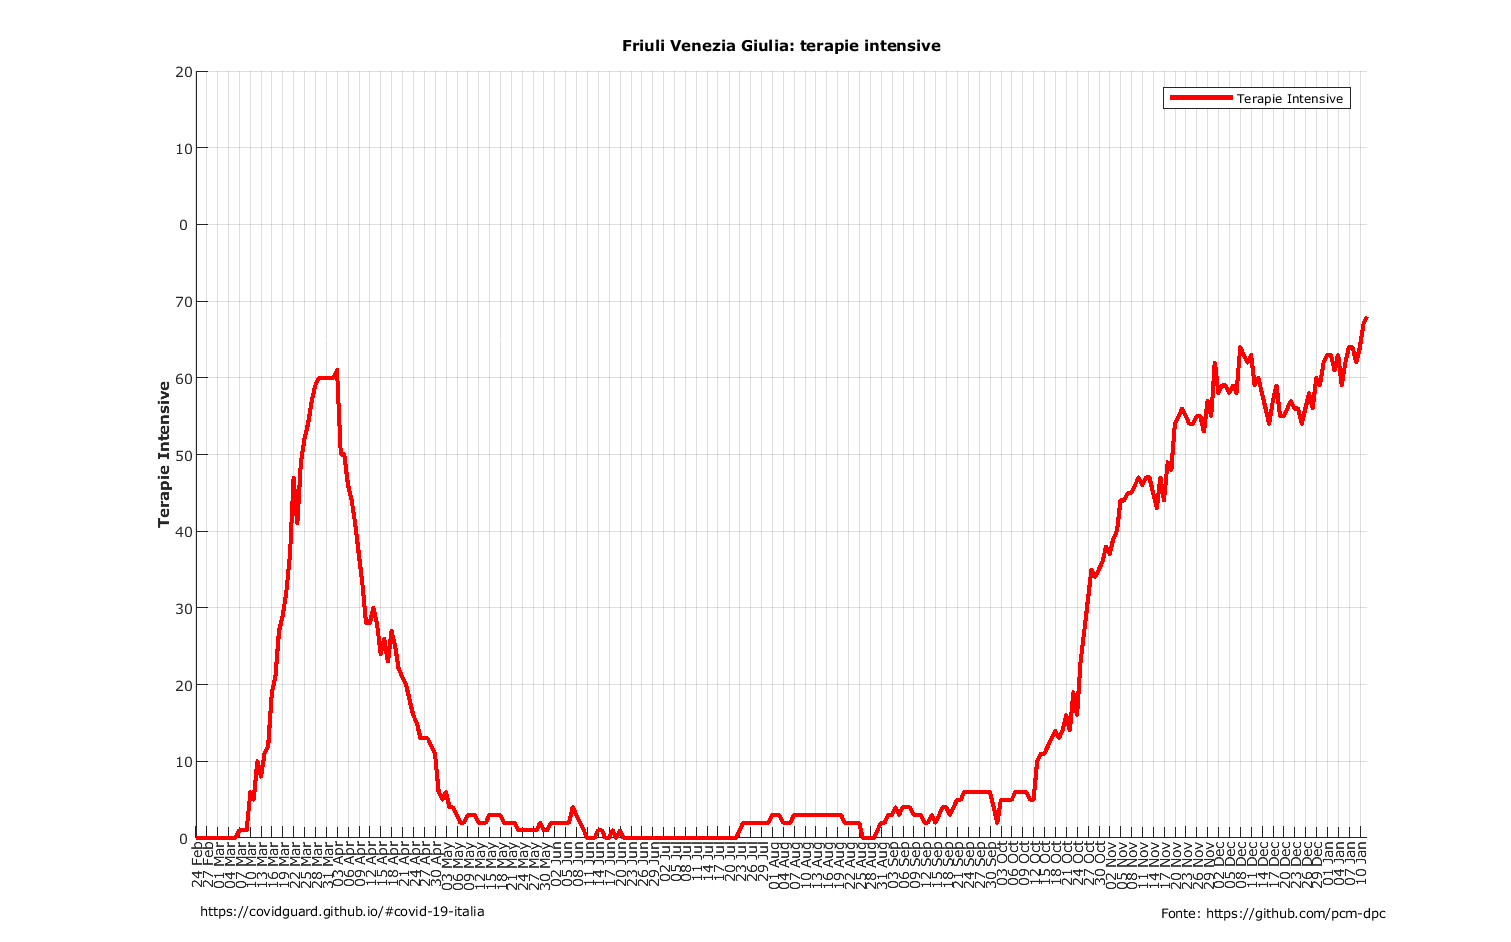 Friuli Venezia Giulia: terapie intensive
Terapie Intensive
20
10
0
70
60
50
40
30
20
10
0
Terapie Intensive
24 Feb
27 Feb
01 Mar
04 Mar
07 Mar
10 Mar
13 Mar
16 Mar
19 Mar
22 Mar
25 Mar
28 Mar
31 Mar
03 Apr
06 Apr
09 Apr
12 Apr
15 Apr
18 Apr
21 Apr
24 Apr
27 Apr
30 Apr
03 May
06 May
09 May
12 May
15 May
18 May
21 May
24 May
27 May
30 May
02 Jun
05 Jun
08 Jun
11 Jun
14 Jun
17 Jun
20 Jun
23 Jun
26 Jun
29 Jun
02 Jul
05 Jul
08 Jul
11 Jul
14 Jul
17 Jul
20 Jul
23 Jul
26 Jul
29 Jul
01 Aug
04 Aug
07 Aug
10 Aug
13 Aug
16 Aug
19 Aug
22 Aug
25 Aug
28 Aug
31 Aug
03 Sep
06 Sep
09 Sep
12 Sep
15 Sep
18 Sep
21 Sep
24 Sep
27 Sep
30 Sep
03 Oct
06 Oct
09 Oct
12 Oct
15 Oct
18 Oct
21 Oct
24 Oct
27 Oct
30 Oct
02 Nov
05 Nov
08 Nov
11 Nov
14 Nov
17 Nov
20 Nov
23 Nov
26 Nov
29 Nov
02 Dec
05 Dec
08 Dec
11 Dec
14 Dec
17 Dec
20 Dec
23 Dec
26 Dec
29 Dec
01 Jan
04 Jan
07 Jan
10 Jan
https://covidguard.github.io/#covid-19-italia
Fonte: https://github.com/pcm-dpc